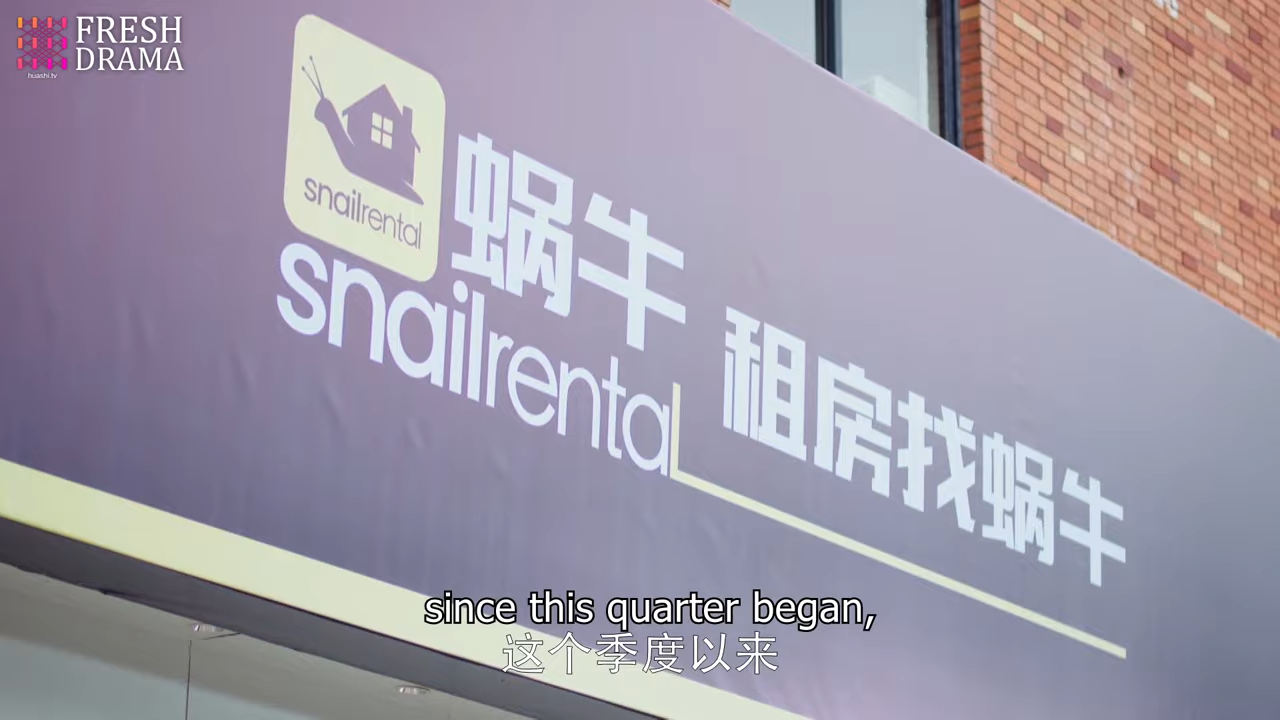 FRESH
DRAMA
huashi.tv
snailrental
蜗牛
snailrental
租房找蜗牛
since this quarter began,
这个季度以来